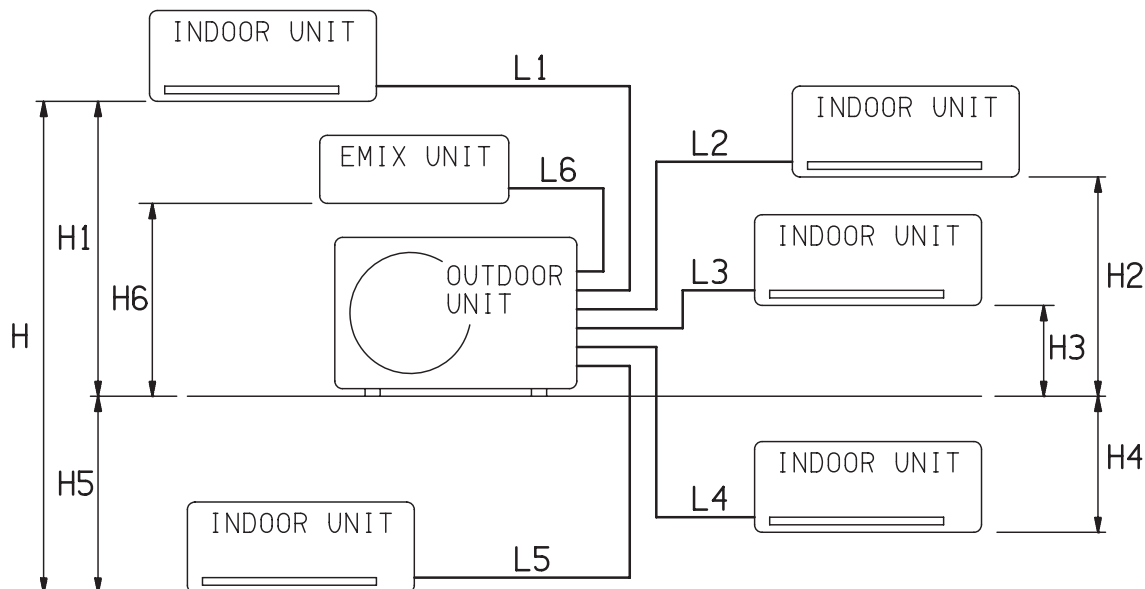 INDOOR UNIT
L1
INDOOR UNIT
EMIX UNIT
L6
L2
H1
INDOOR UNIT
L3
OUTDOOR
UNIT
H2
H6
H
H3
INDOOR UNIT
H4
H5
L4
INDOOR UNIT
L5